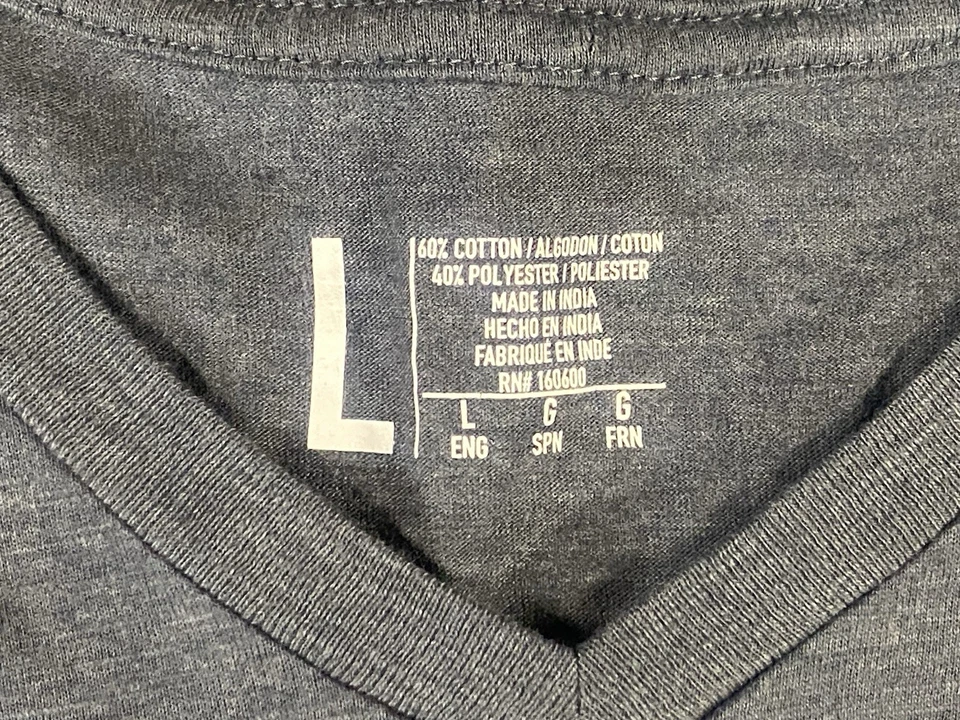 L
60% COTTON / ALGODON / COTON
40% POLYESTER / POLIESTER
MADE IN INDIA
HECHO EN INDIA
FABRIQUÉ EN INDE
RN# 160600
L G G
ENG SPN FRN